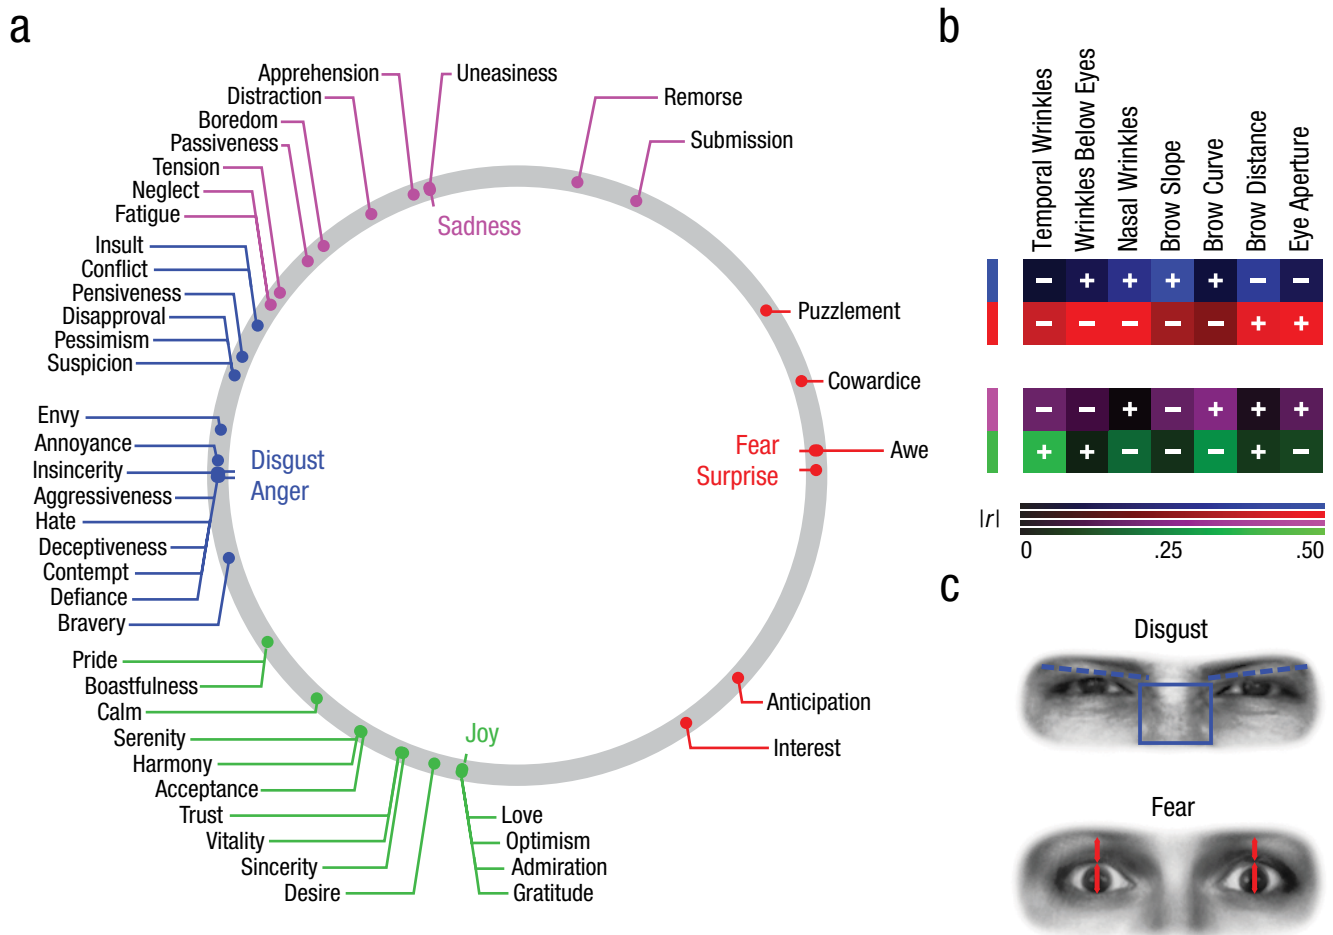 a
Apprehension
Uneasiness
Distraction
Remorse
Boredom
Submission
Passiveness
Tension
Neglect
Fatigue
Sadness
Insult
Conflict
Pensiveness
Disapproval
Pessimism
Suspicion
Puzzlement
Cowardice
Envy
Annoyance
Insincerity
Aggressiveness
Hate
Deceptiveness
Contempt
Defiance
Bravery
Disgust
Anger
Fear
Surprise
Awe
Pride
Boastfulness
Calm
Serenity
Harmony
Acceptance
Trust
Vitality
Sincerity
Desire
Joy
Love
Optimism
Admiration
Gratitude
Anticipation
Interest
b
Temporal Wrinkles
Wrinkles Below Eyes
Nasal Wrinkles
Brow Slope
Brow Curve
Brow Distance
Eye Aperture
− + + + + − −
− − − − − + +
− − + − + + +
+ + − − − + −
|r|
0 .25 .50
c
Disgust
Fear